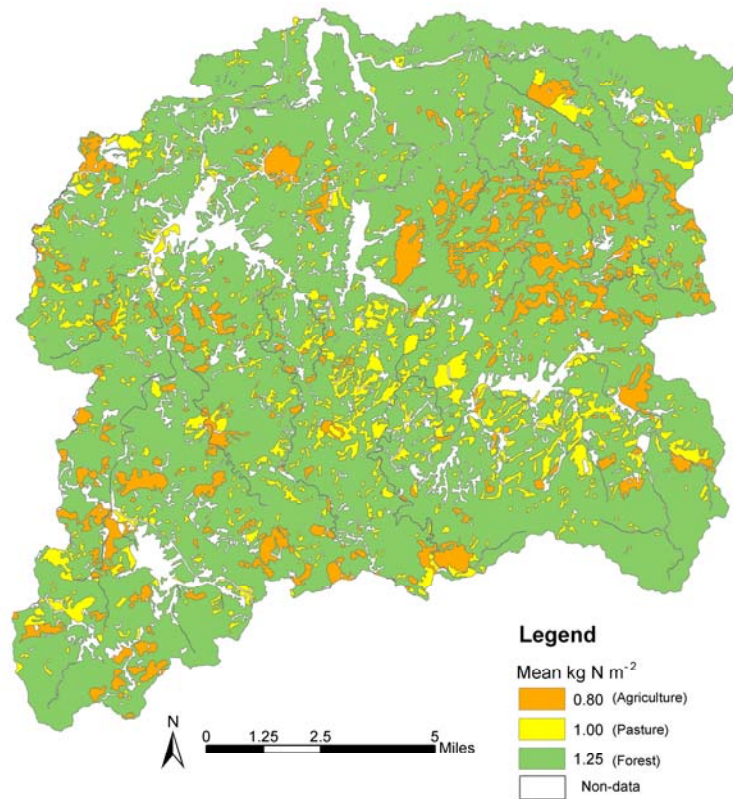 Legend
Mean kg N m⁻²
0.80 (Agriculture)
1.00 (Pasture)
1.25 (Forest)
Non-data
N
0 1.25 2.5 5
Miles